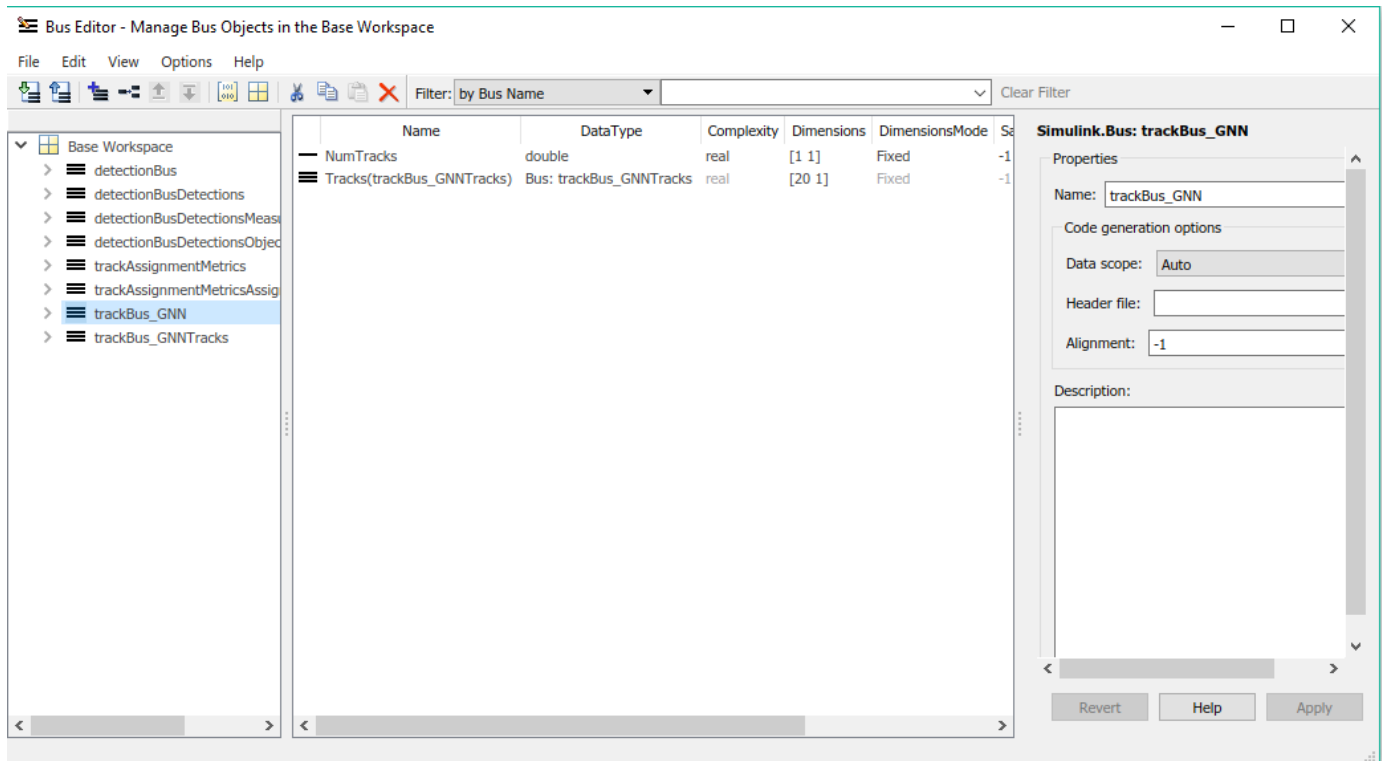 Bus Editor - Manage Bus Objects in the Base Workspace
File Edit View Options Help
Filter: by Bus Name Clear Filter
Base Workspace
detectionBus
detectionBusDetections
detectionBusDetectionsMeasu
detectionBusDetectionsObjec
trackAssignmentMetrics
trackAssignmentMetricsAssig
trackBus_GNN
trackBus_GNNTracks
Name DataType Complexity Dimensions DimensionsMode Sa
NumTracks double real [1 1] Fixed -1
Tracks(trackBus_GNNTracks) Bus: trackBus_GNNTracks real [20 1] Fixed -1
Simulink.Bus: trackBus_GNN
Properties
Name: trackBus_GNN
Code generation options
Data scope: Auto
Header file:
Alignment: -1
Description:
Revert Help Apply